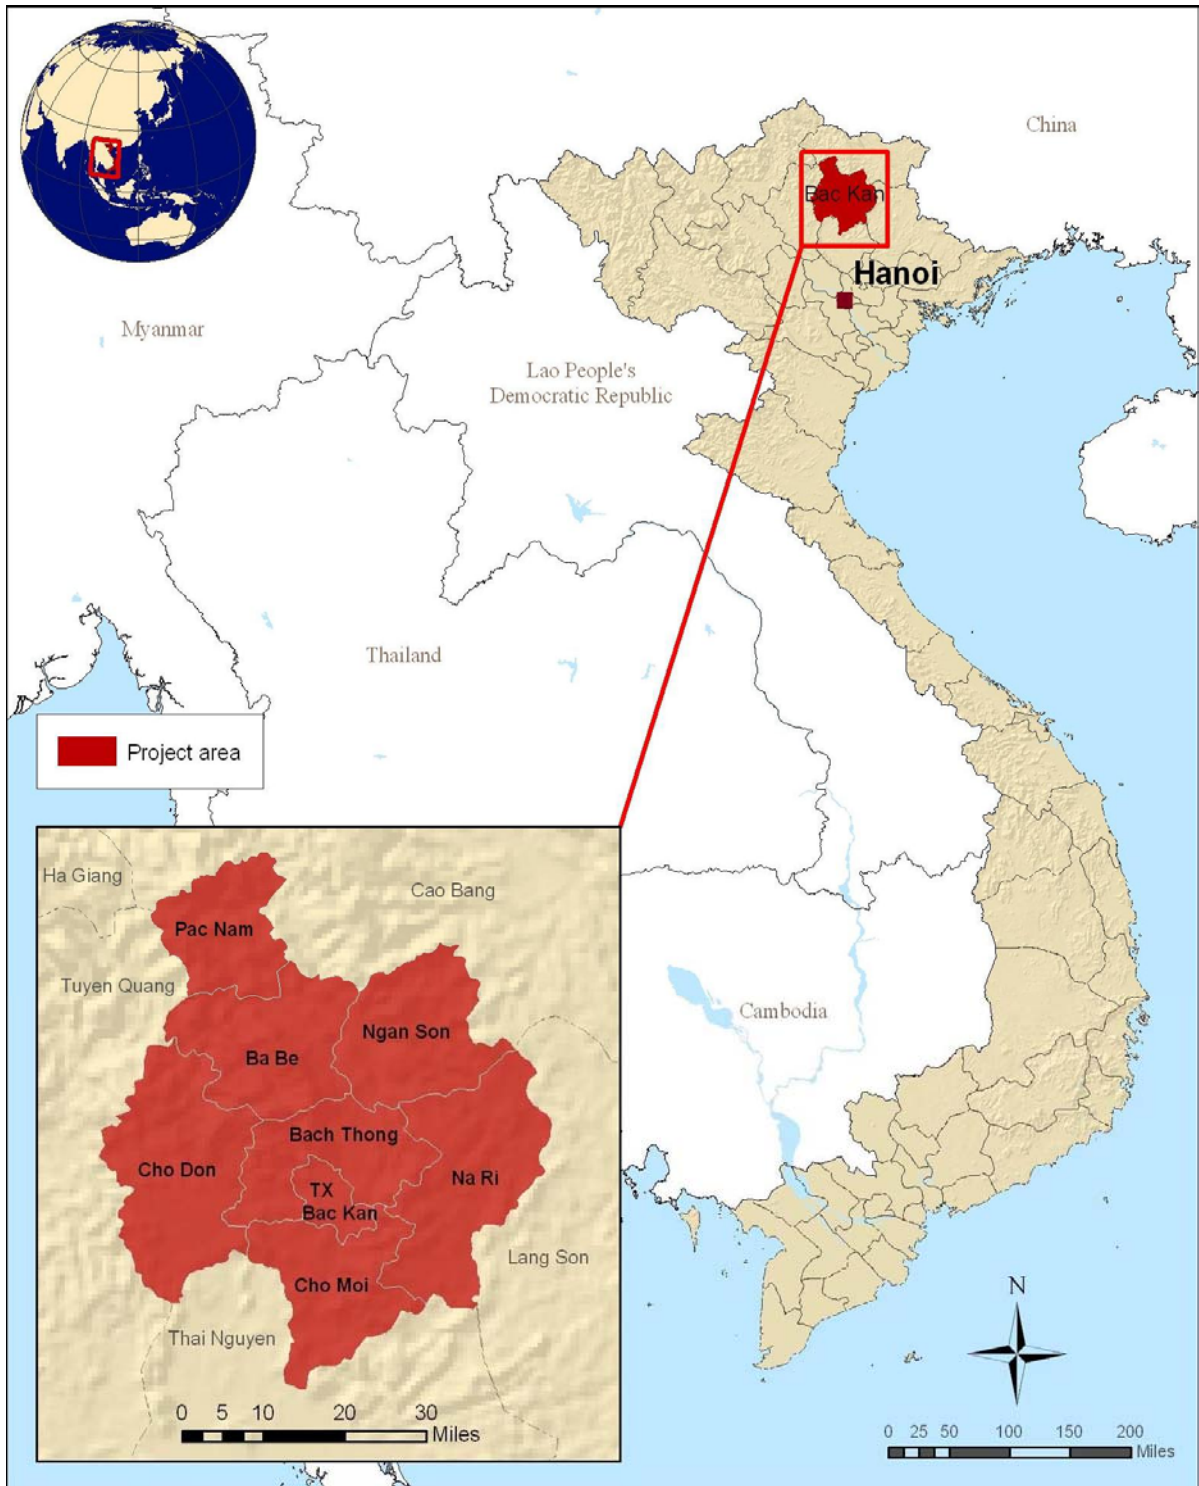 China
Bac Kan
Hanoi
Myanmar
Lao People's
Democratic Republic
Thailand
Project area
Ha Giang
Cao Bang
Pac Nam
Tuyen Quang
Ngan Son
Ba Be
Cambodia
Bach Thong
Cho Don
Na Ri
TX
Bac Kan
Lang Son
Cho Moi
Thai Nguyen
N
0 5 10 20 30
Miles
0 25 50 100 150 200
Miles